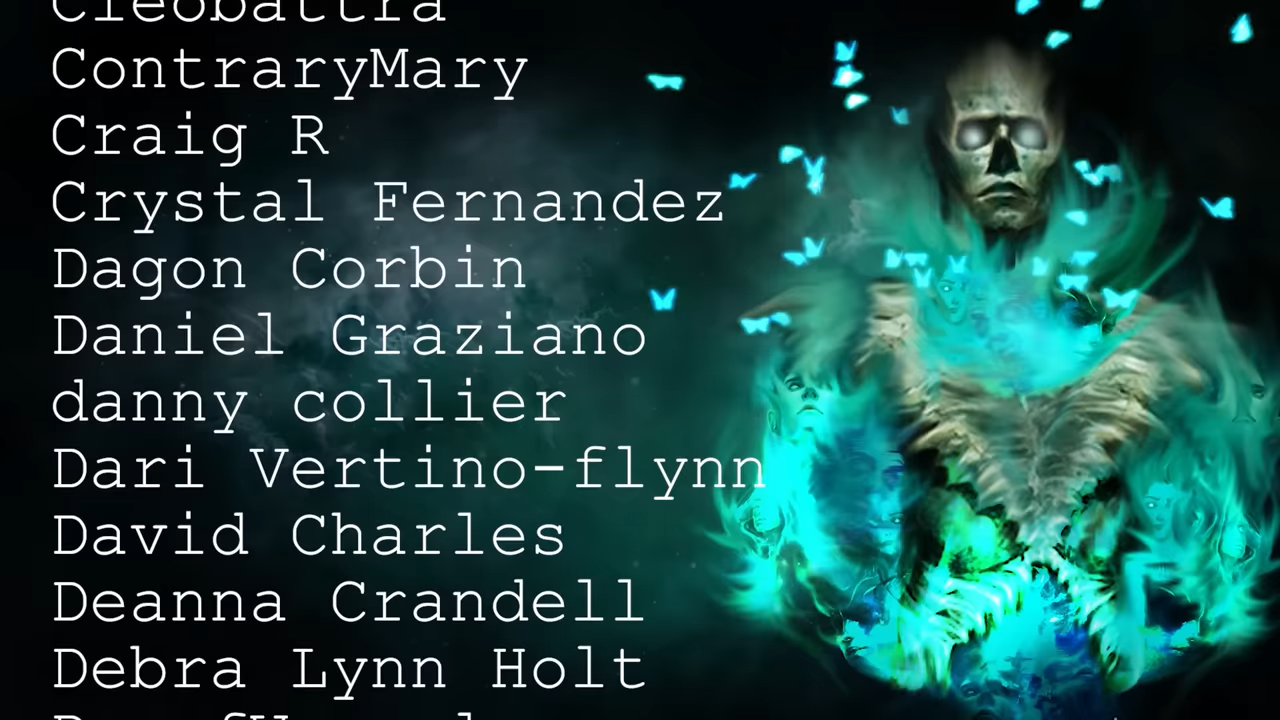 Cleobattra
ContraryMary
Craig R
Crystal Fernandez
Dagon Corbin
Daniel Graziano
danny collier
Dari Vertino-flynn
David Charles
Deanna Crandell
Debra Lynn Holt